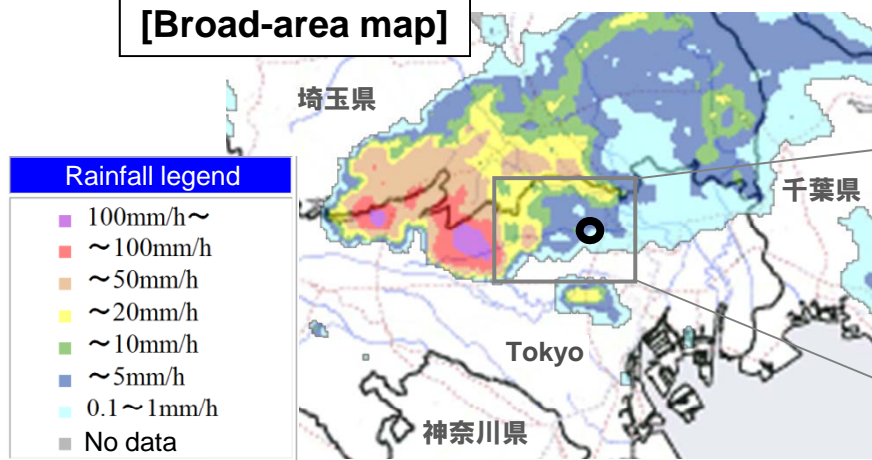 [Broad-area map]
埼玉県
千葉県
Tokyo
神奈川県
Rainfall legend
100mm/h～
～100mm/h
～50mm/h
～20mm/h
～10mm/h
～5mm/h
0.1～1mm/h
No data